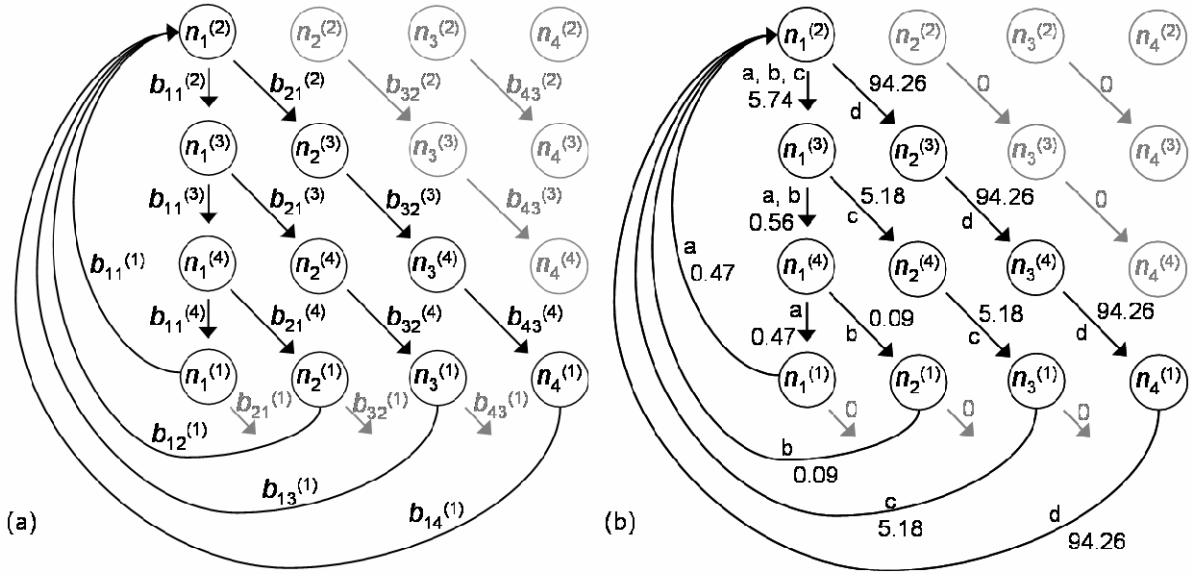 n₁⁽²⁾ n₂⁽²⁾ n₃⁽²⁾ n₄⁽²⁾
b₁₁⁽²⁾ b₂₁⁽²⁾ b₃₂⁽²⁾ b₄₃⁽²⁾
n₁⁽³⁾ n₂⁽³⁾ n₃⁽³⁾ n₄⁽³⁾
b₁₁⁽³⁾ b₂₁⁽³⁾ b₃₂⁽³⁾ b₄₃⁽³⁾
n₁⁽⁴⁾ n₂⁽⁴⁾ n₃⁽⁴⁾ n₄⁽⁴⁾
b₁₁⁽¹⁾
b₁₁⁽⁴⁾ b₂₁⁽⁴⁾ b₃₂⁽⁴⁾ b₄₃⁽⁴⁾
n₁⁽¹⁾ n₂⁽¹⁾ n₃⁽¹⁾ n₄⁽¹⁾
b₂₁⁽¹⁾ b₃₂⁽¹⁾ b₄₃⁽¹⁾
b₁₂⁽¹⁾
b₁₃⁽¹⁾
b₁₄⁽¹⁾
(a)
n₁⁽²⁾ n₂⁽²⁾ n₃⁽²⁾ n₄⁽²⁾
a, b, c 94.26 0 0
5.74 d
n₁⁽³⁾ n₂⁽³⁾ n₃⁽³⁾ n₄⁽³⁾
a, b 5.18 94.26 0
0.56 c d
n₁⁽⁴⁾ n₂⁽⁴⁾ n₃⁽⁴⁾ n₄⁽⁴⁾
a
0.47
a 0.09 5.18 94.26
0.47 b c d
n₁⁽¹⁾ n₂⁽¹⁾ n₃⁽¹⁾ n₄⁽¹⁾
0 0 0
b
0.09
c
5.18
d
94.26
(b)